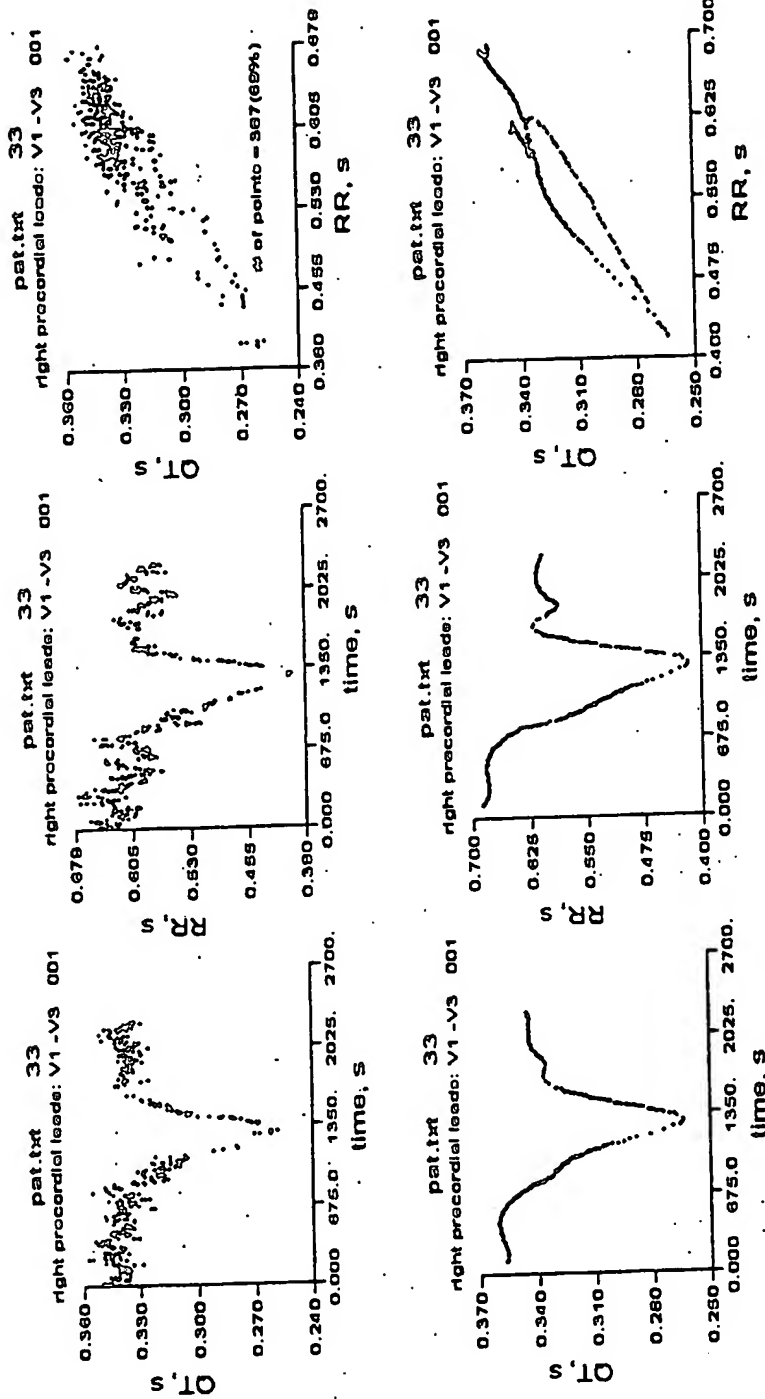 pat.txt 33
right precordial leads: V1-V3 001
QT, s
0.360
0.330
0.300
0.270
0.240
0.000 675.0 1350. 2025. 2700.
time, s
pat.txt 33
right precordial leads: V1-V3 001
RR, s
0.679
0.605
0.530
0.455
0.380
0.000 675.0 1350. 2025. 2700.
time, s
pat.txt 33
right precordial leads: V1-V3 001
QT, s
0.360
0.330
0.300
0.270
0.240
# of points =
0.380 0.455 0.530 0.605 0.679
RR, s
pat.txt 33
right precordial leads: V1-V3 001
QT, s
0.370
0.340
0.310
0.280
0.250
0.000 675.0 1350. 2025. 2700.
time, s
pat.txt 33
right precordial leads: V1-V3 001
RR, s
0.700
0.625
0.550
0.475
0.400
0.000 675.0 1350. 2025. 2700.
time, s
pat.txt 33
right precordial leads: V1-V3 001
QT, s
0.370
0.340
0.310
0.280
0.250
0.400 0.475 0.550 0.625 0.700
RR, s